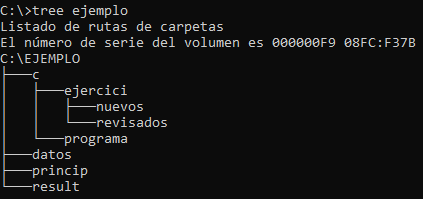 C:\>tree ejemplo
Listado de rutas de carpetas
El número de serie del volumen es 000000F9 08FC:F37B
C:\EJEMPLO
├───c
│   ├───ejercici
│   │   ├───nuevos
│   │   └───revisados
│   └───programa
├───datos
├───princip
└───result